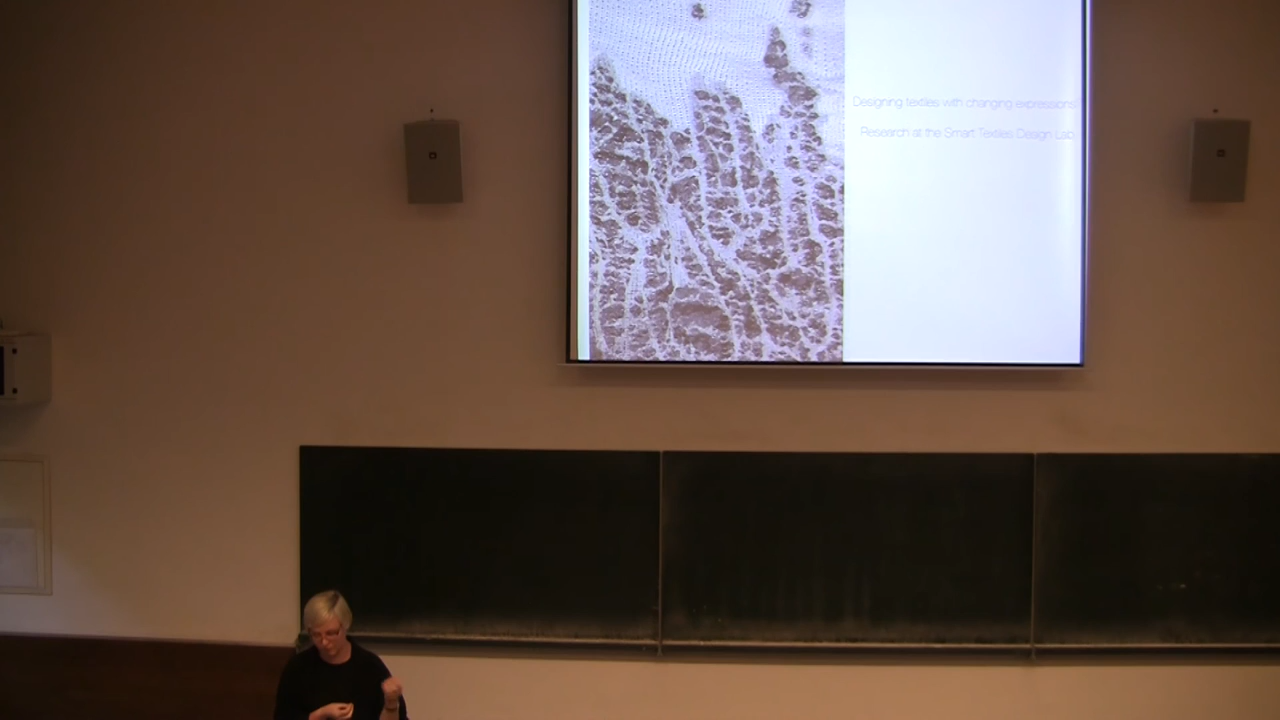 Designing textiles with changing expressions
Research at the Smart Textiles Design Lab